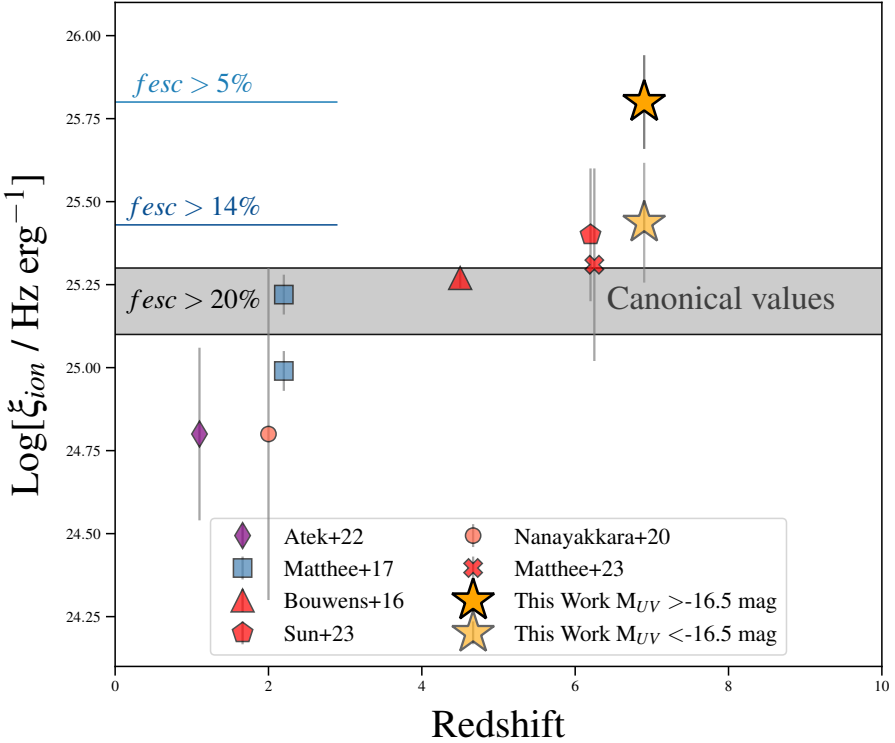 26.00
25.75
25.50
25.25
25.00
24.75
24.50
24.25
Log[ξion / Hz erg−1]
fesc > 5%
fesc > 14%
fesc > 20%
Canonical values
Atek+22
Matthee+17
Bouwens+16
Sun+23
Nanayakkara+20
Matthee+23
This Work MUV >-16.5 mag
This Work MUV <-16.5 mag
0 2 4 6 8 10
Redshift